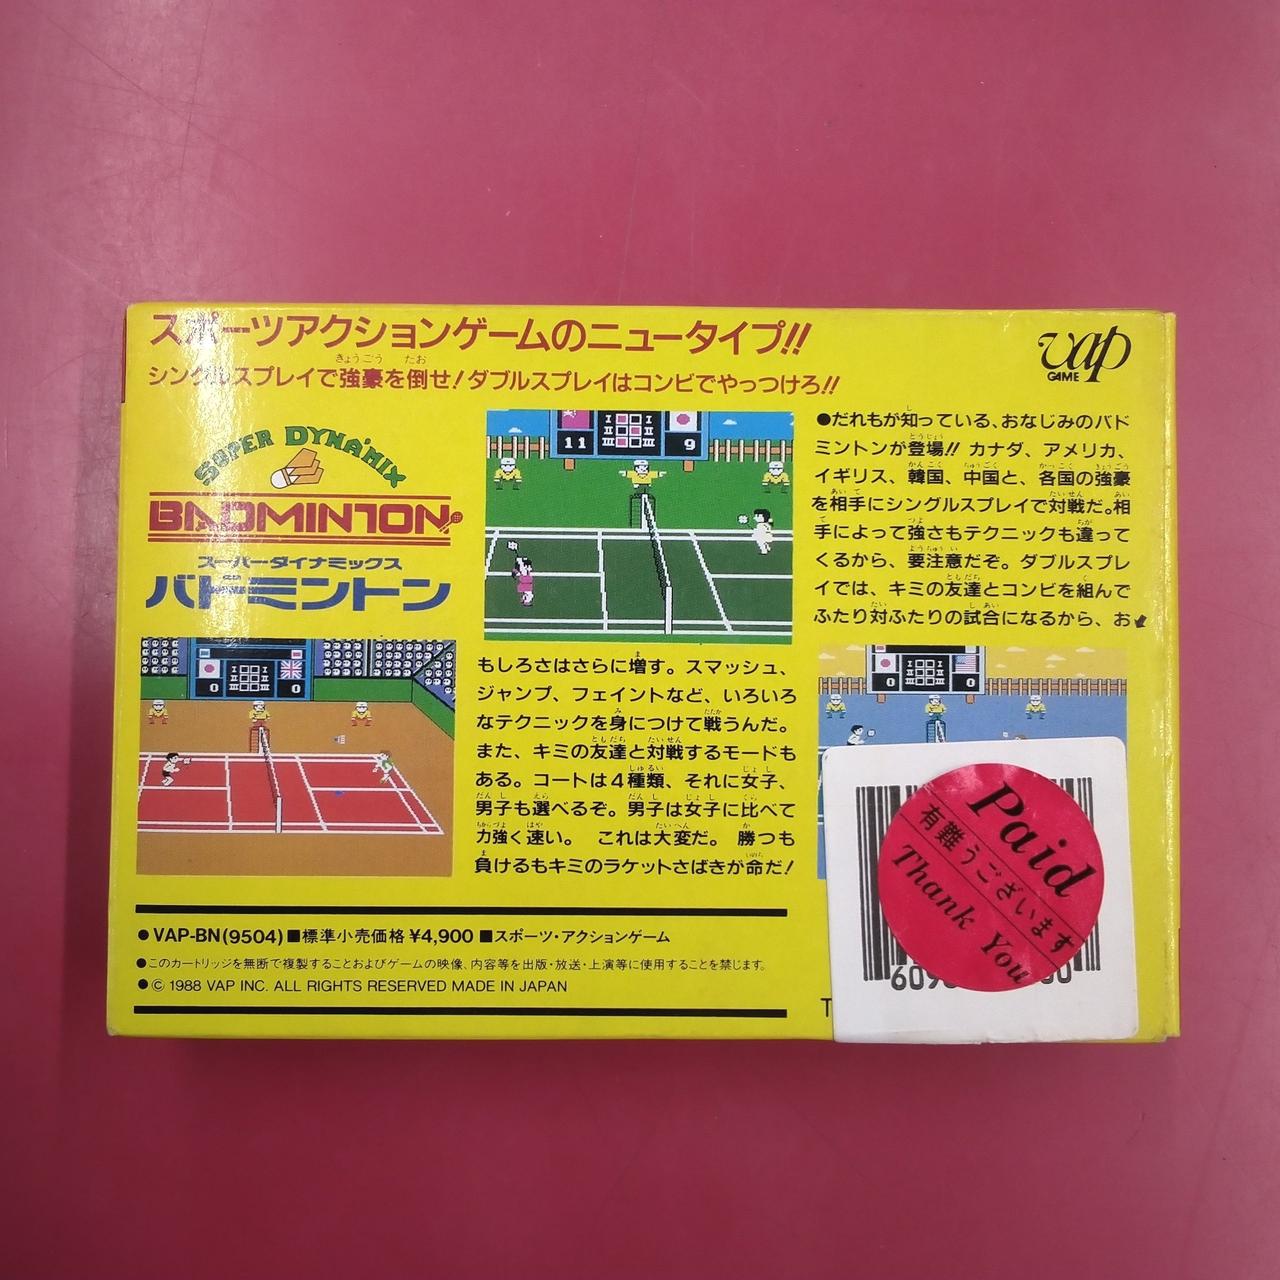 スポーツアクションゲームのニュータイプ!!
シングルスプレイで強豪を倒せ!ダブルスプレイはコンビでやっつけろ!!
きょうごう たお
vap
GAME
SUPER DYNAMIX
BADMINTON
スーパーダイナミックス
バドミントン
11 I II III 9
●だれもが知っている、おなじみのバド
ミントンが登場!! カナダ、アメリカ、
イギリス、韓国、中国と、各国の強豪
を相手にシングルスプレイで対戦だ。相
手によって強さもテクニックも違って
くるから、要注意だぞ。ダブルスプレ
イでは、キミの友達とコンビを組んで
ふたり対ふたりの試合になるから、お
もしろさはさらに増す。スマッシュ、
ジャンプ、フェイントなど、いろいろ
なテクニックを身につけて戦うんだ。
また、キミの友達と対戦するモードも
ある。コートは4種類、それに女子、
男子も選べるぞ。男子は女子に比べて
力強く速い。 これは大変だ。 勝つも
負けるもキミのラケットさばきが命だ!
0 I II III 0
0 I II III 0
●VAP-BN(9504)■標準小売価格¥4,900■スポーツ・アクションゲーム
●このカートリッジを無断で複製することおよびゲームの映像、内容等を出版・放送・上演等に使用することを禁じます。
●© 1988 VAP INC. ALL RIGHTS RESERVED MADE IN JAPAN
Paid
有難うございます
Thank You
T